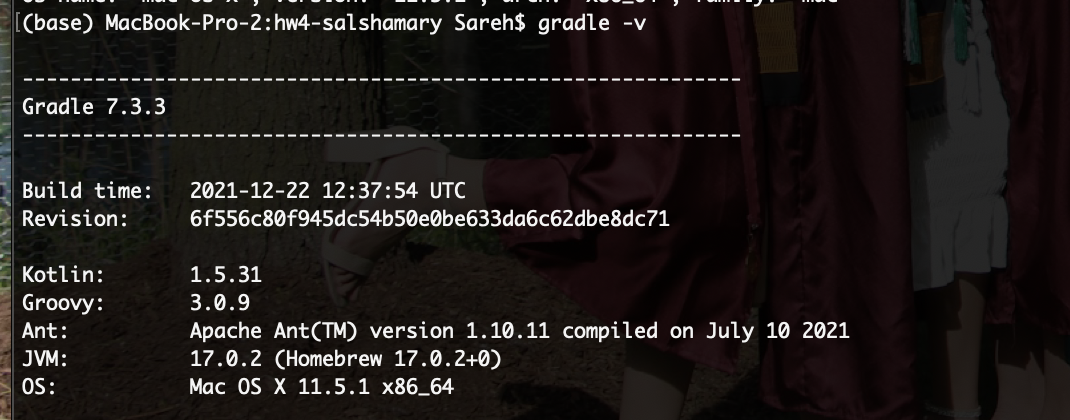 (base) MacBook-Pro-2:hw4-salshamary Sareh$ gradle -v
------------------------------------------------------------
Gradle 7.3.3
------------------------------------------------------------
Build time:   2021-12-22 12:37:54 UTC
Revision:     6f556c80f945dc54b50e0be633da6c62dbe8dc71
Kotlin:       1.5.31
Groovy:       3.0.9
Ant:          Apache Ant(TM) version 1.10.11 compiled on July 10 2021
JVM:          17.0.2 (Homebrew 17.0.2+0)
OS:           Mac OS X 11.5.1 x86_64